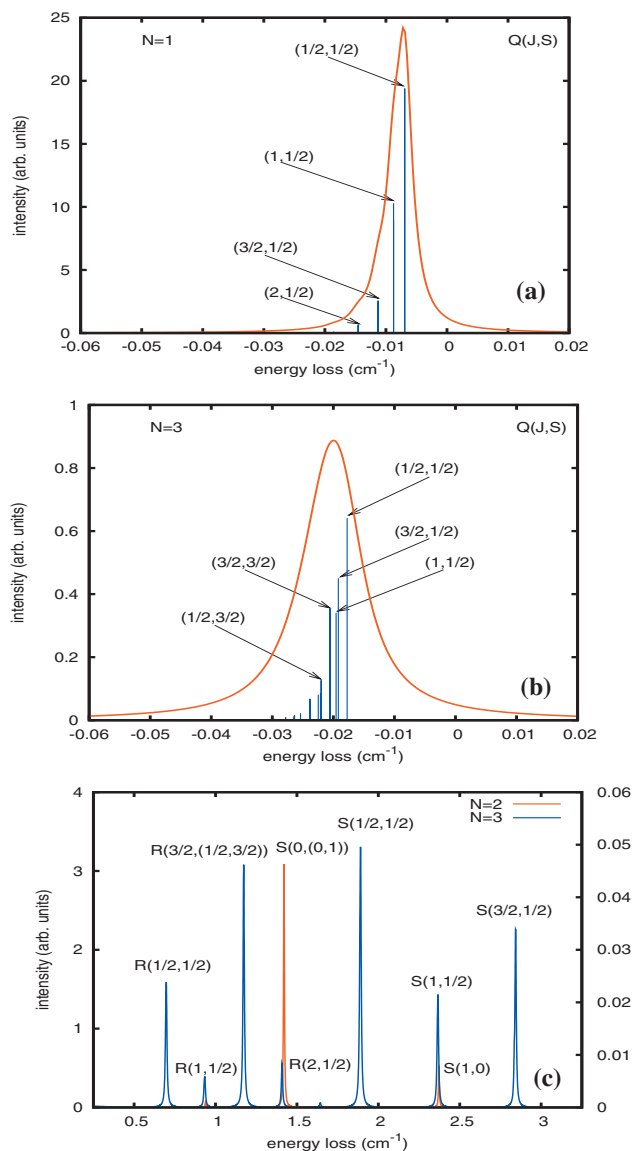 25
N=1
Q(J,S)
(1/2,1/2)
20
intensity (arb. units)
15
(1,1/2)
10
(3/2,1/2)
5
(2,1/2)
(a)
0
-0.06 -0.05 -0.04 -0.03 -0.02 -0.01 0 0.01 0.02
energy loss (cm-1)
1
N=3
Q(J,S)
(1/2,1/2)
0.8
intensity (arb. units)
0.6
(3/2,1/2)
(3/2,3/2)
(1,1/2)
0.4
(1/2,3/2)
0.2
(b)
0
-0.06 -0.05 -0.04 -0.03 -0.02 -0.01 0 0.01 0.02
energy loss (cm-1)
4 0.06
N=2
N=3
S(1/2,1/2)
R(3/2,(1/2,3/2)) S(0,(0,1))
0.05
3
S(3/2,1/2)
0.04
intensity (arb. units)
R(1/2,1/2)
2 0.03
S(1,1/2)
0.02
1
R(1,1/2) R(2,1/2) S(1,0)
0.01
(c)
0 0
0.5 1 1.5 2 2.5 3
energy loss (cm-1)